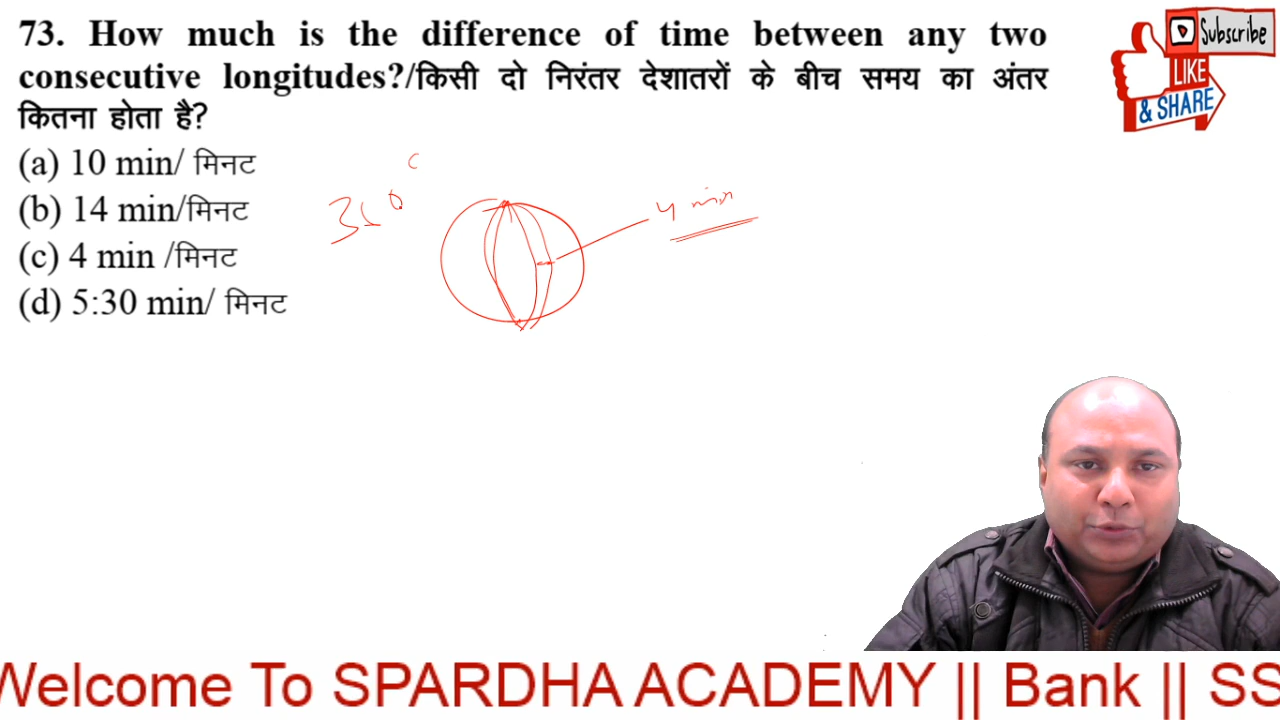 73. How much is the difference of time between any two
consecutive longitudes?/किसी दो निरंतर देशातरों के बीच समय का अंतर
कितना होता है?
(a) 10 min/ मिनट
(b) 14 min/मिनट
(c) 4 min /मिनट
(d) 5:30 min/ मिनट
4 min
Subscribe
LIKE
& SHARE
Welcome To SPARDHA ACADEMY || Bank || SS